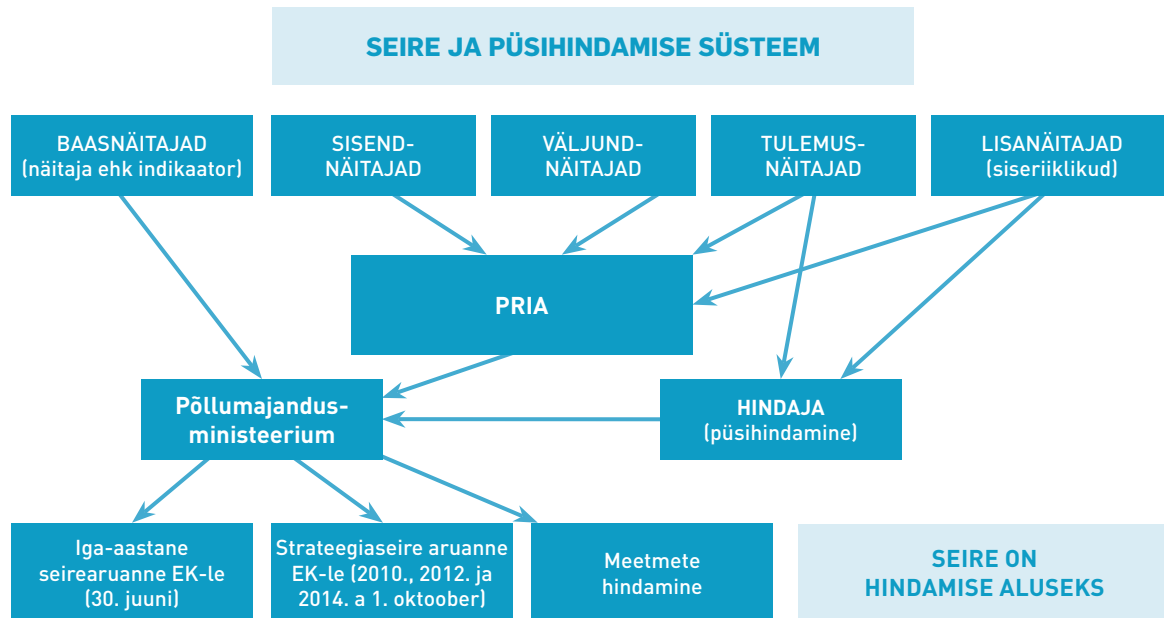 SEIRE JA PÜSIHINDAMISE SÜSTEEM
BAASNÄITAJAD
(näitaja ehk indikaator)
SISEND-
NÄITAJAD
VÄLJUND-
NÄITAJAD
TULEMUS-
NÄITAJAD
LISANÄITAJAD
(siseriiklikud)
PRIA
Põllumajandus-
ministeerium
HINDAJA
(püsihindamine)
Iga-aastane
seirearuanne EK-le
(30. juuni)
Strateegiaseire aruanne
EK-le (2010., 2012. ja
2014. a 1. oktoober)
Meetmete
hindamine
SEIRE ON
HINDAMISE ALUSEKS